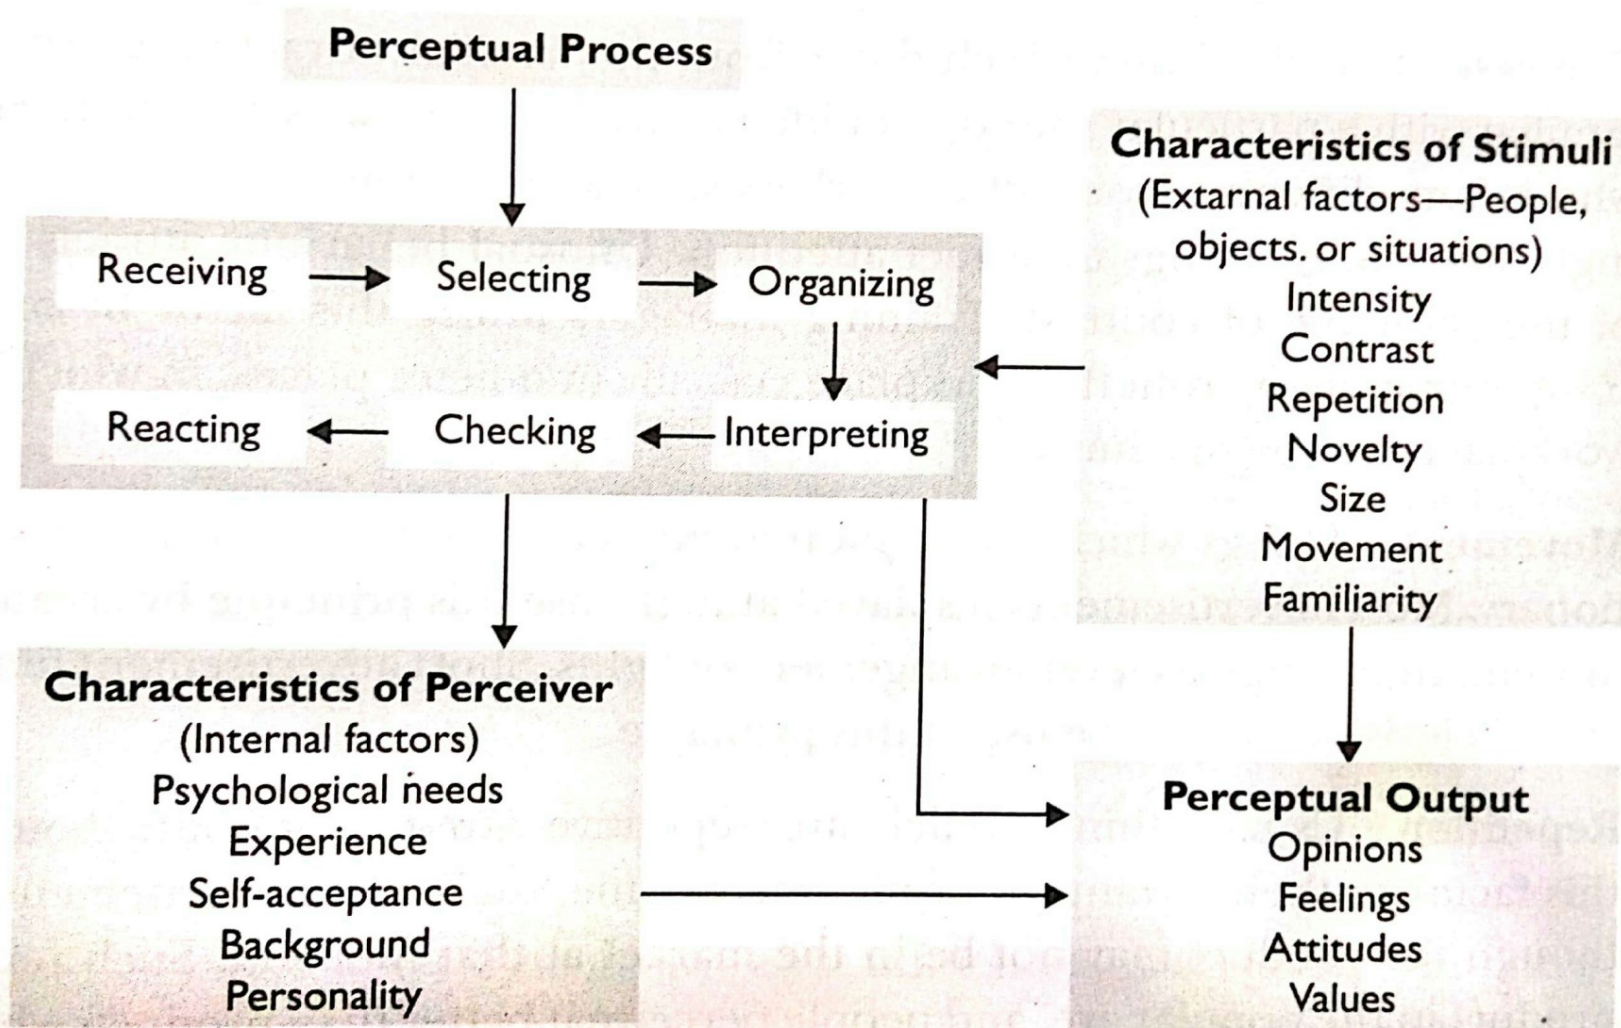 Perceptual Process
Receiving
Selecting
Organizing
Reacting
Checking
Interpreting
Characteristics of Stimuli
(Extarnal factors—People,
objects. or situations)
Intensity
Contrast
Repetition
Novelty
Size
Movement
Familiarity
Characteristics of Perceiver
(Internal factors)
Psychological needs
Experience
Self-acceptance
Background
Personality
Perceptual Output
Opinions
Feelings
Attitudes
Values